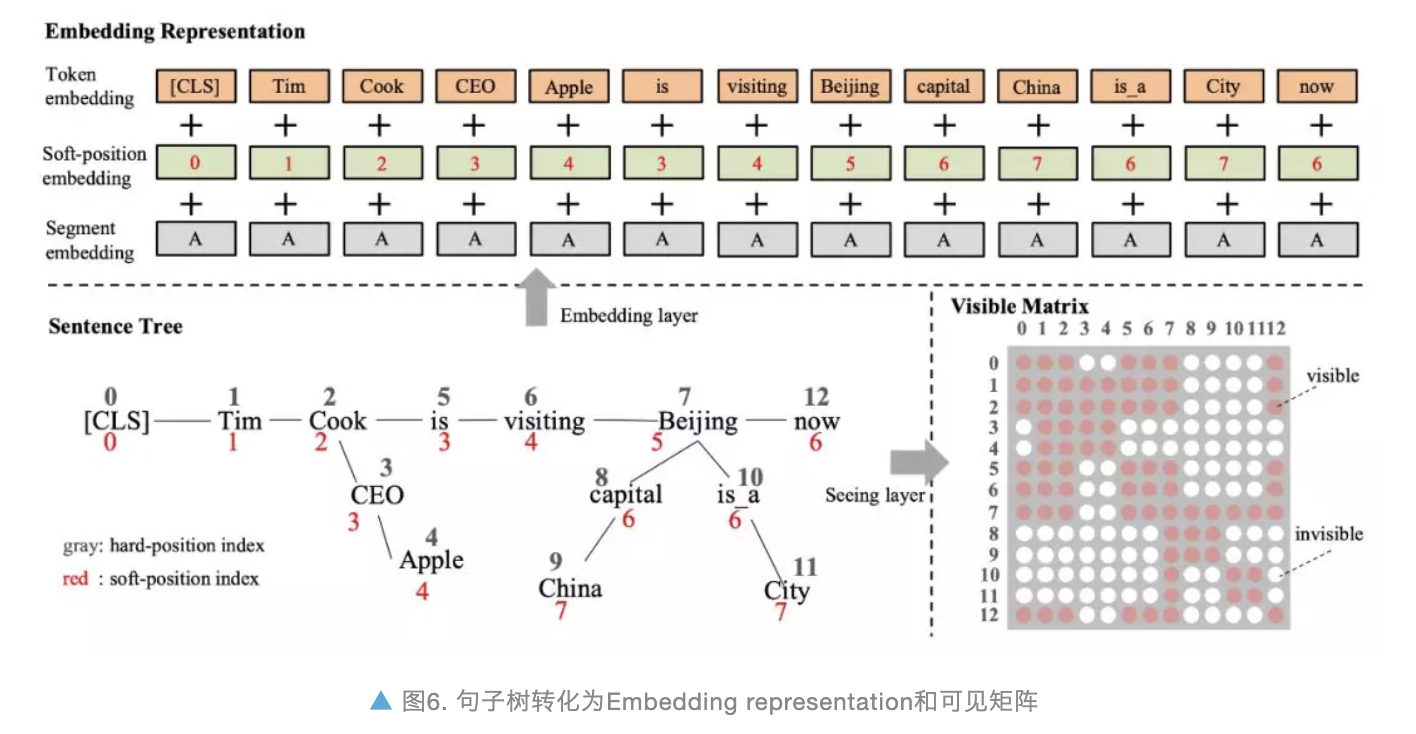 Embedding Representation
Token embedding [CLS] Tim Cook CEO Apple is visiting Beijing capital China is_a City now
+ + + + + + + + + + + + +
Soft-position embedding 0 1 2 3 4 3 4 5 6 7 6 7 6
+ + + + + + + + + + + + +
Segment embedding A A A A A A A A A A A A A
Embedding layer
Sentence Tree
0 1 2 5 6 7 12
[CLS] Tim Cook is visiting Beijing now
0 1 2 3 4 5 6
3
CEO
3
4
Apple
4
8 10
capital is_a
6 6
9 11
China City
7 7
gray: hard-position index
red : soft-position index
Seeing layer
Visible Matrix
0 1 2 3 4 5 6 7 8 9 10 11 12
0
1
2
3
4
5
6
7
8
9
10
11
12
visible
invisible
▲ 图6. 句子树转化为Embedding representation和可见矩阵